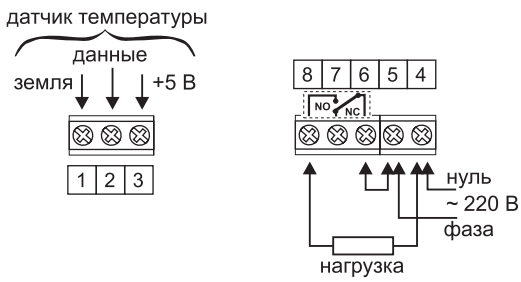 датчик температуры
данные
земля +5 В
1 2 3
8 7 6 5 4
NO NC
нуль
~ 220 В
фаза
нагрузка